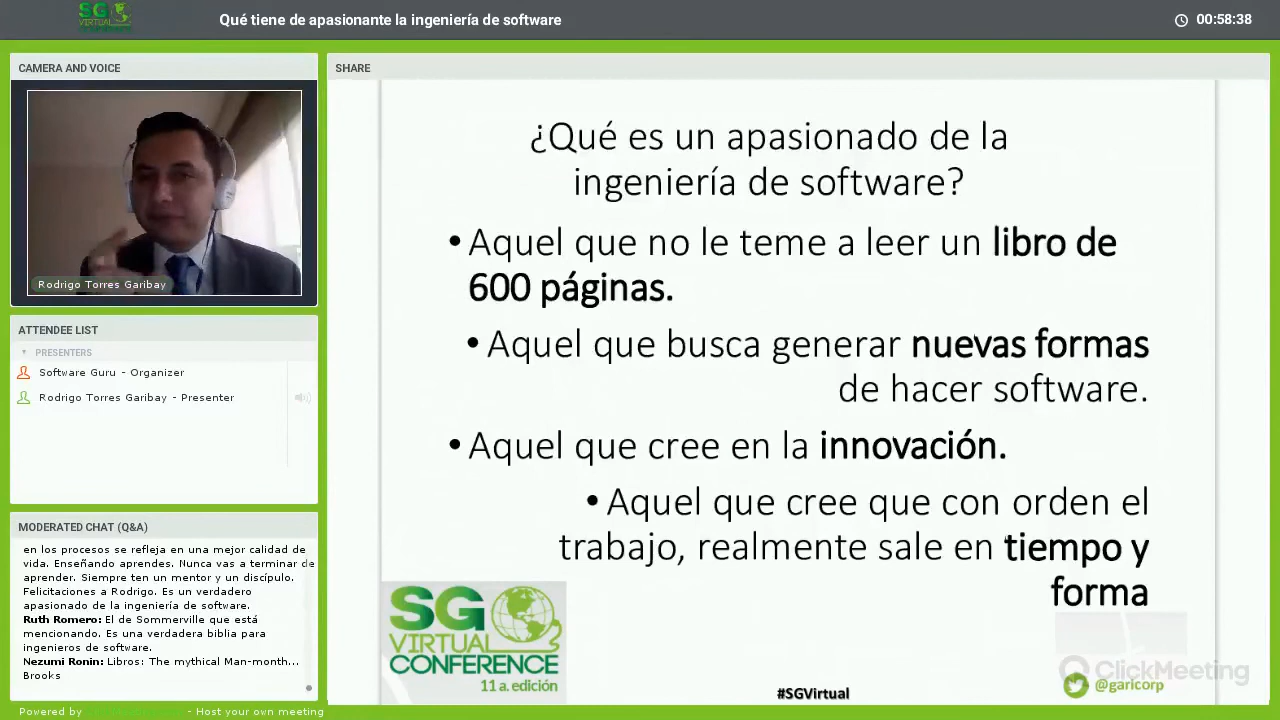 SG
VIRTUAL
Qué tiene de apasionante la ingeniería de software
00:58:38
CAMERA AND VOICE
Rodrigo Torres Garibay
ATTENDEE LIST
PRESENTERS
Software Guru - Organizer
Rodrigo Torres Garibay - Presenter
MODERATED CHAT (Q&A)
en los procesos se refleja en una mejor calidad de
vida. Enseñando aprendes. Nunca vas a terminar de
aprender. Siempre ten un mentor y un discípulo.
Felicitaciones a Rodrigo. Es un verdadero
apasionado de la ingeniería de software.
Ruth Romero: El de Sommerville que está
mencionando. Es una verdadera biblia para
ingenieros de software.
Nezumi Ronin: Libros: The mythical Man-month...
Brooks
Powered by - Host your own meeting
SHARE
¿Qué es un apasionado de la
ingeniería de software?
•Aquel que no le teme a leer un libro de
600 páginas.
•Aquel que busca generar nuevas formas
de hacer software.
•Aquel que cree en la innovación.
•Aquel que cree que con orden el
trabajo, realmente sale en tiempo y
forma
SG
VIRTUAL
CONFERENCE
11 a. edición
#SGVirtual
ClickMeeting
@garicorp